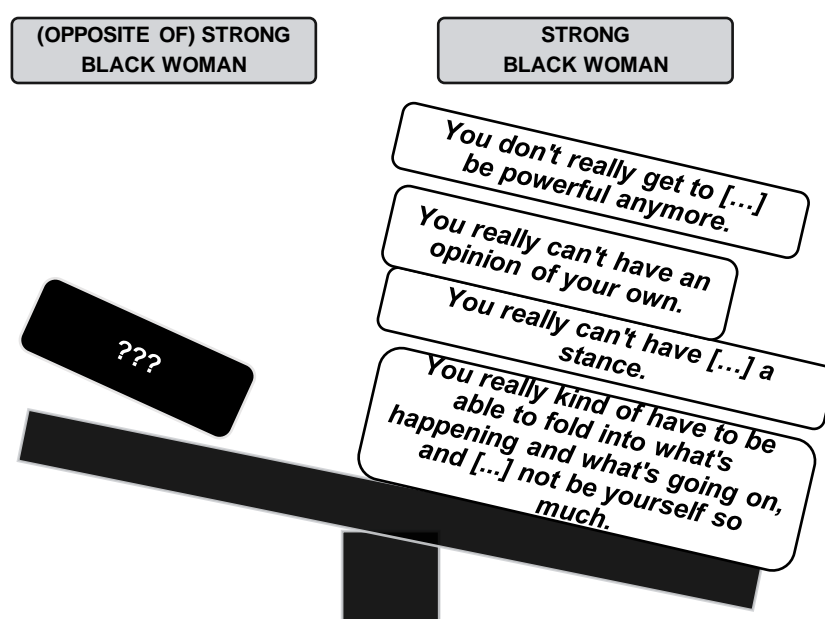 (OPPOSITE OF) STRONG
BLACK WOMAN
STRONG
BLACK WOMAN
You don't really get to [...]
be powerful anymore.
You really can't have an
opinion of your own.
You really can't have [...] a
stance.
You really kind of have to be
able to fold into what's
happening and what's going on,
and [...] not be yourself so
much.
???